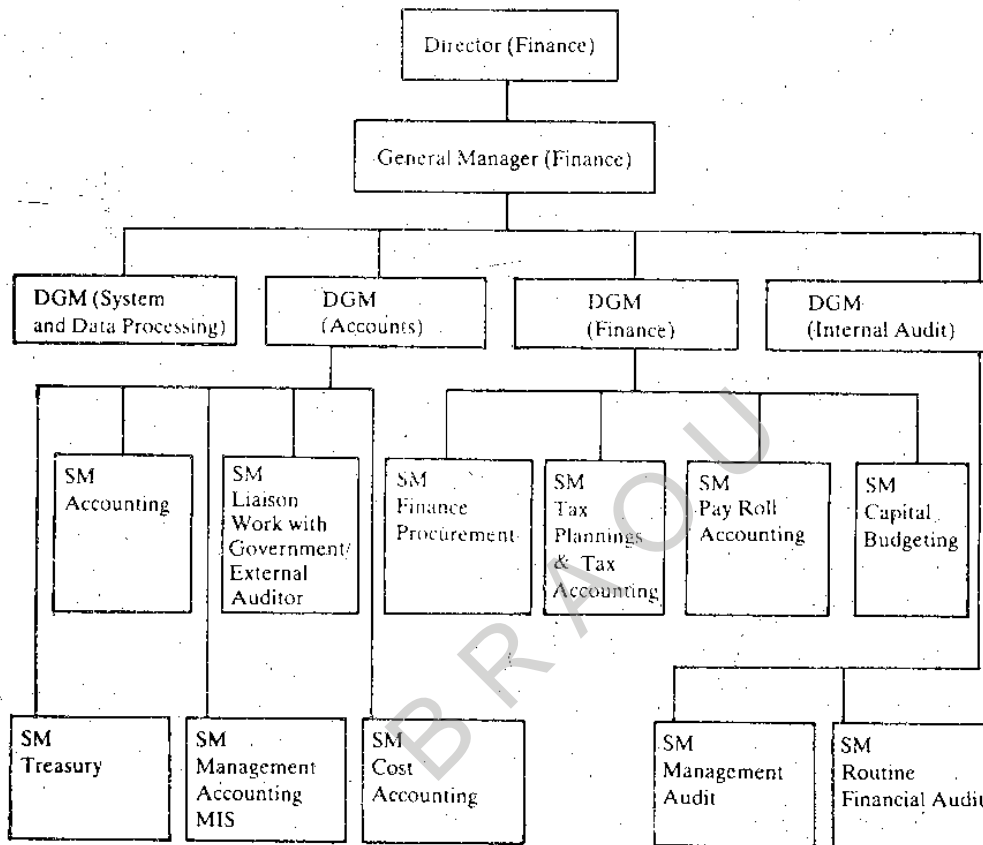 Director (Finance)
General Manager (Finance)
DGM (System
and Data Processing)
DGM
(Accounts)
DGM
(Finance)
DGM
(Internal Audit)
SM
Accounting
SM
Liaison
Work with
Government/
External
Auditor
SM
Finance
Procurement
SM
Tax
Plannings
& Tax
Accounting
SM
Pay Roll
Accounting
SM
Capital
Budgeting
SM
Treasury
SM
Management
Accounting
MIS
SM
Cost
Accounting
SM
Management
Audit
SM
Routine
Financial Audit
BRAOU